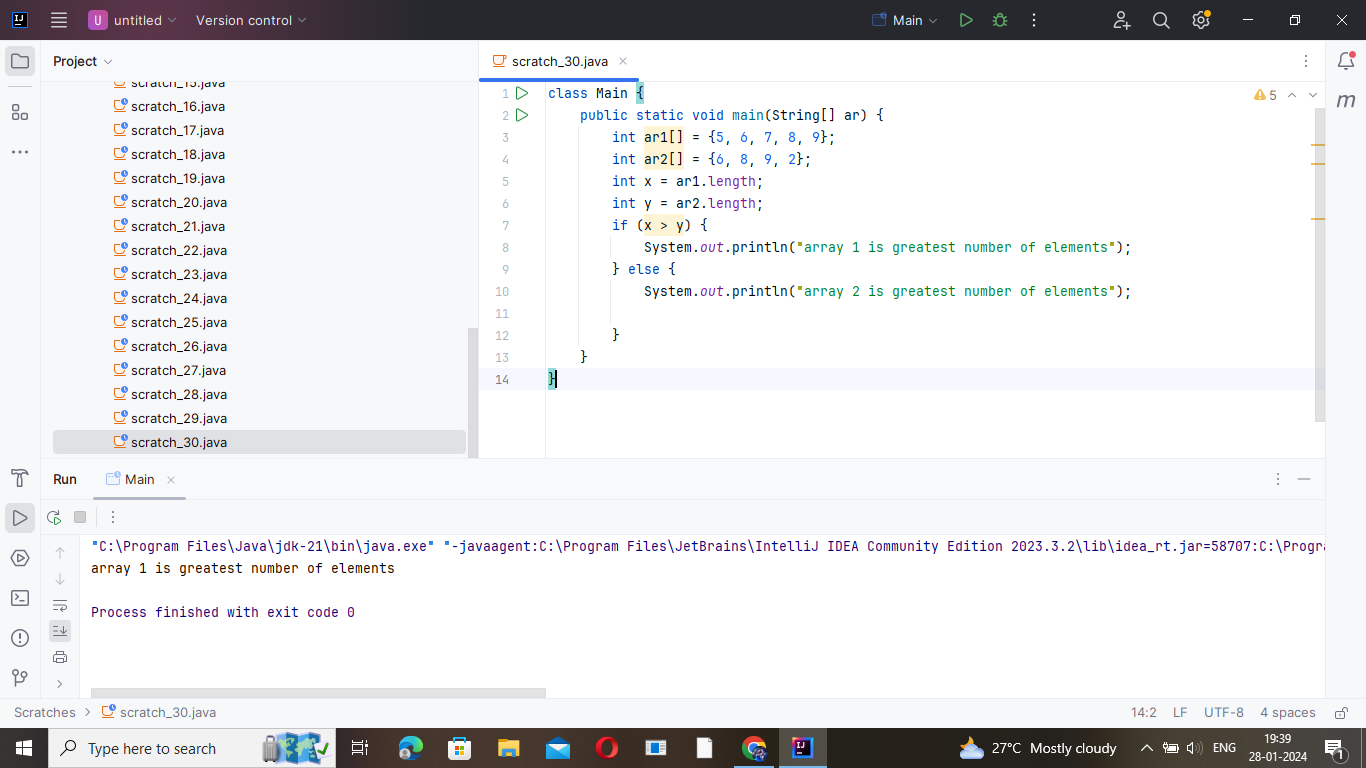 U untitled Version control Main
Project
scratch_30.java
scratch_15.java
scratch_16.java
scratch_17.java
scratch_18.java
scratch_19.java
scratch_20.java
scratch_21.java
scratch_22.java
scratch_23.java
scratch_24.java
scratch_25.java
scratch_26.java
scratch_27.java
scratch_28.java
scratch_29.java
scratch_30.java
5
1 class Main {
2 public static void main(String[] ar) {
3 int ar1[] = {5, 6, 7, 8, 9};
4 int ar2[] = {6, 8, 9, 2};
5 int x = ar1.length;
6 int y = ar2.length;
7 if (x > y) {
8 System.out.println("array 1 is greatest number of elements");
9 } else {
10 System.out.println("array 2 is greatest number of elements");
11
12 }
13 }
14 }
m
Run Main
"C:\Program Files\Java\jdk-21\bin\java.exe" "-javaagent:C:\Program Files\JetBrains\IntelliJ IDEA Community Edition 2023.3.2\lib\idea_rt.jar=58707:C:\Progra
array 1 is greatest number of elements
Process finished with exit code 0
Scratches > scratch_30.java 14:2 LF UTF-8 4 spaces
Type here to search
27°C Mostly cloudy ENG 19:39
28-01-2024
1